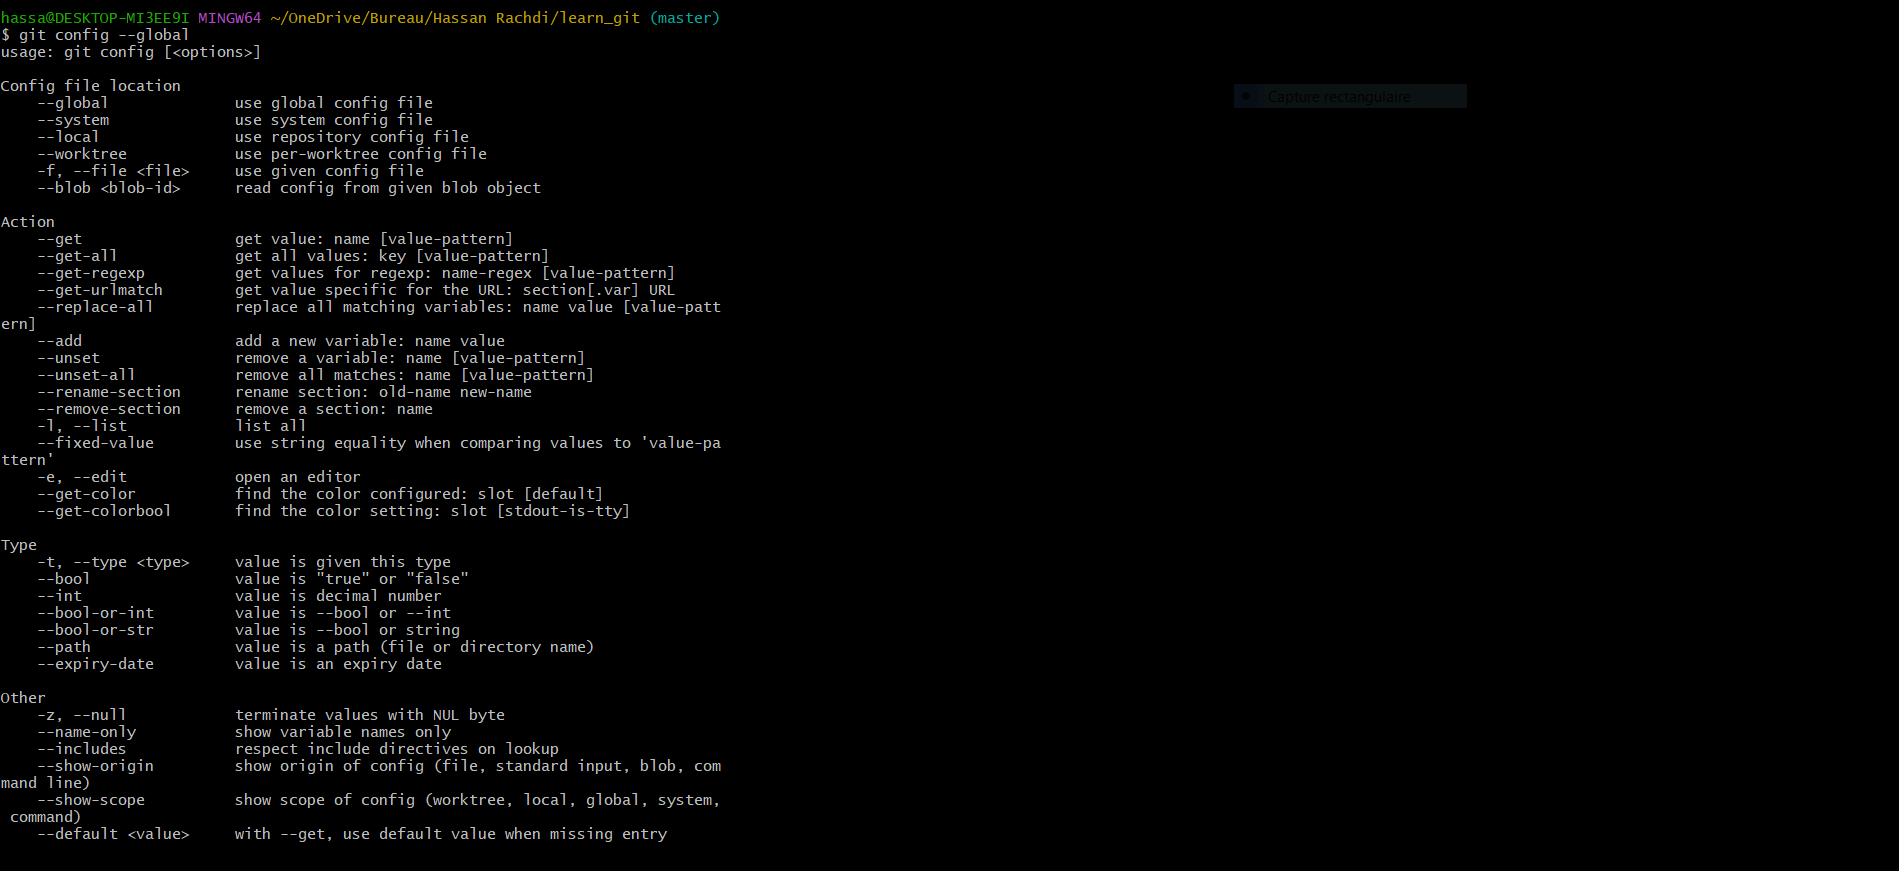 hassa@DESKTOP-MI3EE9I MINGW64 ~/OneDrive/Bureau/Hassan Rachdi/learn_git (master)
$ git config --global
usage: git config [<options>]
Config file location
    --global              use global config file
    --system              use system config file
    --local               use repository config file
    --worktree            use per-worktree config file
    -f, --file <file>     use given config file
    --blob <blob-id>      read config from given blob object
Capture rectangulaire
Action
    --get                 get value: name [value-pattern]
    --get-all             get all values: key [value-pattern]
    --get-regexp          get values for regexp: name-regex [value-pattern]
    --get-urlmatch        get value specific for the URL: section[.var] URL
    --replace-all         replace all matching variables: name value [value-patt
ern]
    --add                 add a new variable: name value
    --unset               remove a variable: name [value-pattern]
    --unset-all           remove all matches: name [value-pattern]
    --rename-section      rename section: old-name new-name
    --remove-section      remove a section: name
    -l, --list            list all
    --fixed-value         use string equality when comparing values to 'value-pa
ttern'
    -e, --edit            open an editor
    --get-color           find the color configured: slot [default]
    --get-colorbool       find the color setting: slot [stdout-is-tty]
Type
    -t, --type <type>     value is given this type
    --bool                value is "true" or "false"
    --int                 value is decimal number
    --bool-or-int         value is --bool or --int
    --bool-or-str         value is --bool or string
    --path                value is a path (file or directory name)
    --expiry-date         value is an expiry date
Other
    -z, --null            terminate values with NUL byte
    --name-only           show variable names only
    --includes            respect include directives on lookup
    --show-origin         show origin of config (file, standard input, blob, com
mand line)
    --show-scope          show scope of config (worktree, local, global, system,
 command)
    --default <value>     with --get, use default value when missing entry